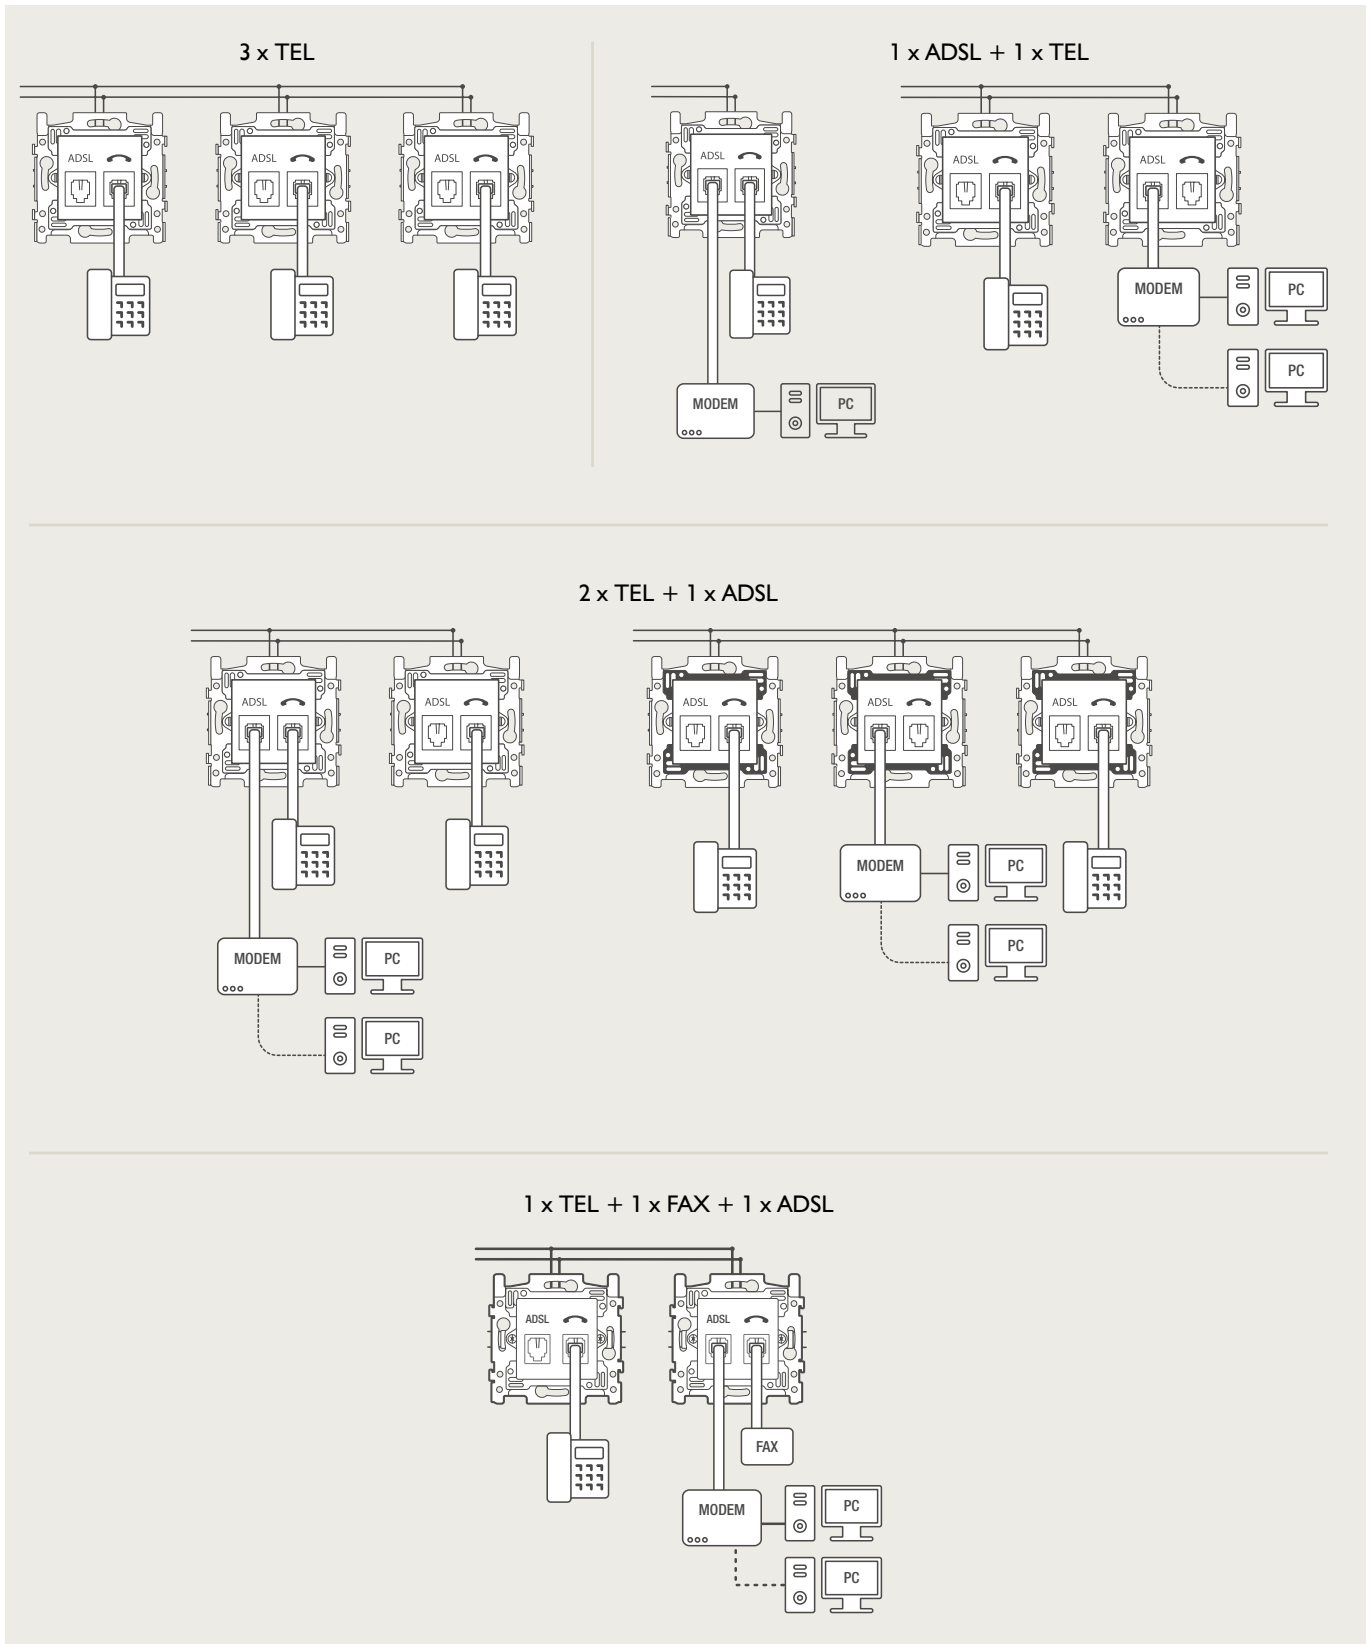 3 x TEL
ADSL
ADSL
ADSL
1 x ADSL + 1 x TEL
ADSL
MODEM
PC
ADSL
ADSL
MODEM
PC
PC
2 x TEL + 1 x ADSL
ADSL
ADSL
MODEM
PC
PC
ADSL
ADSL
ADSL
MODEM
PC
PC
1 x TEL + 1 x FAX + 1 x ADSL
ADSL
ADSL
FAX
MODEM
PC
PC